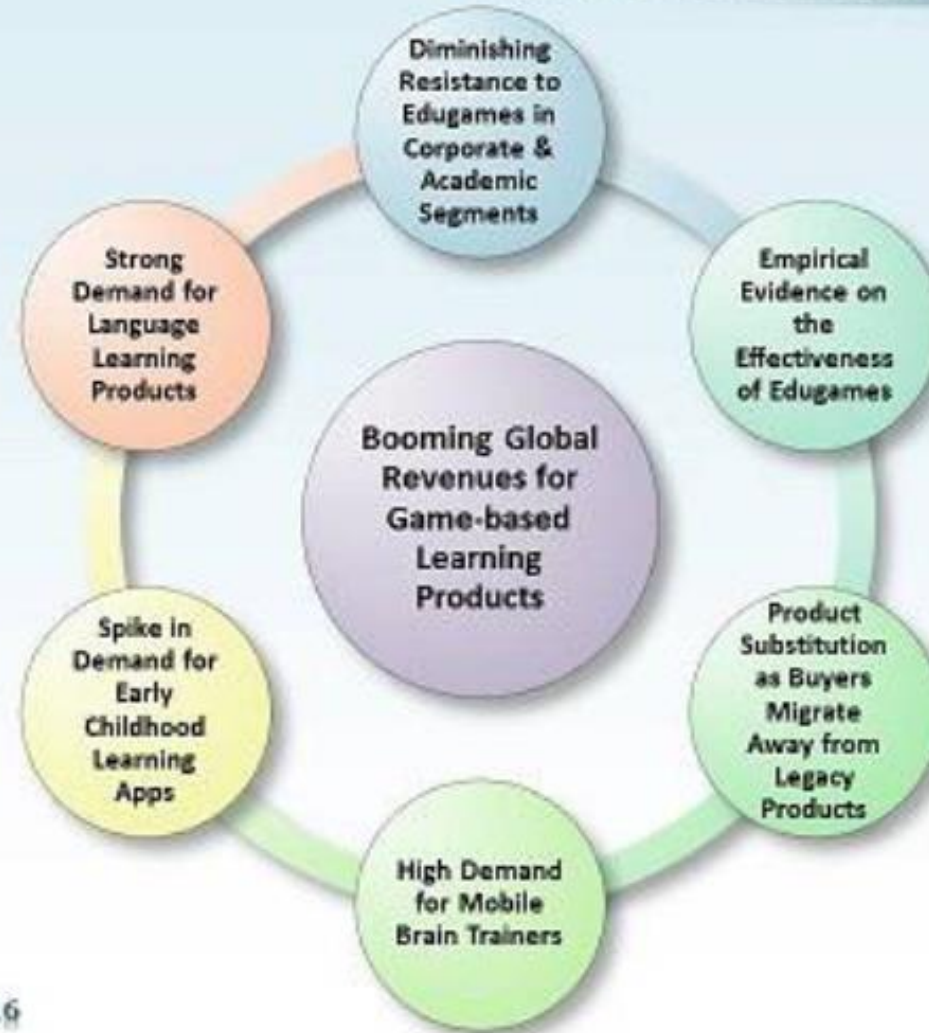 Diminishing
Resistance to
Edugames in
Corporate &
Academic
Segments
Empirical
Evidence on
the
Effectiveness
of Edugames
Product
Substitution
as Buyers
Migrate
Away from
Legacy
Products
High Demand
for Mobile
Brain Trainers
Spike in
Demand for
Early
Childhood
Learning
Apps
Strong
Demand for
Language
Learning
Products
Booming Global
Revenues for
Game-based
Learning
Products